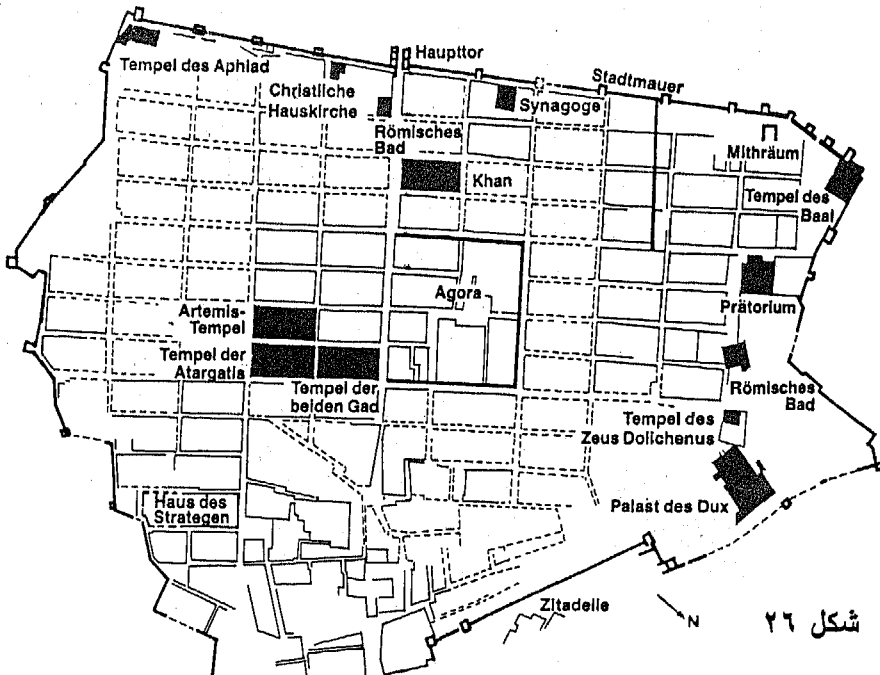 Haupttor
Tempel des Aphlad
Stadtmauer
Christliche
Hauskirche
Synagoge
Römisches
Bad
Mithräum
Khan
Tempel des
Baal
Agora
Artemis-
Tempel
Prätorium
Tempel der
Atargatis
Tempel der
beiden Gad
Römisches
Bad
Tempel des
Zeus Dolichenus
Haus des
Strategen
Palast des Dux
Zitadelle
N
شكل ٢٦